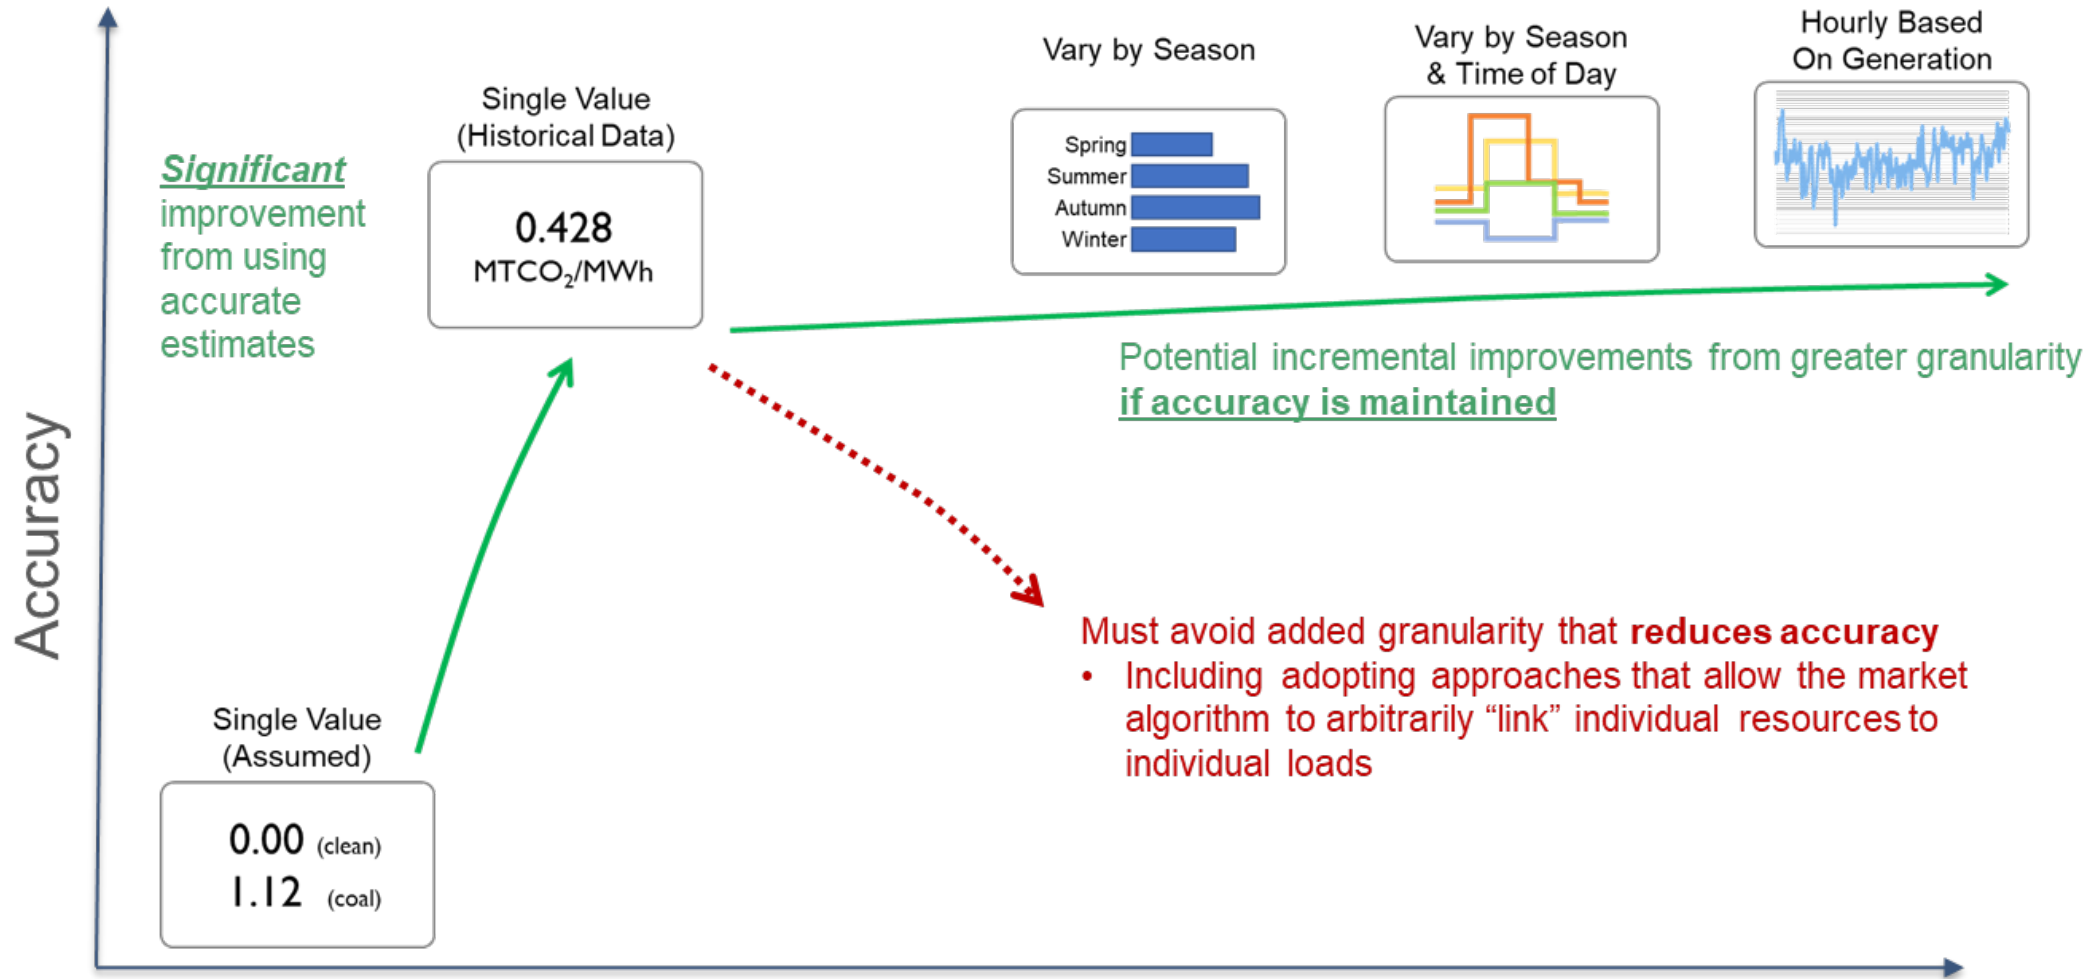 Accuracy
Significant
improvement
from using
accurate
estimates
Single Value
(Historical Data)
0.428
MTCO₂/MWh
Single Value
(Assumed)
0.00 (clean)
1.12 (coal)
Vary by Season
Spring
Summer
Autumn
Winter
Vary by Season
& Time of Day
Hourly Based
On Generation
Potential incremental improvements from greater granularity
if accuracy is maintained
Must avoid added granularity that reduces accuracy
• Including adopting approaches that allow the market
algorithm to arbitrarily “link” individual resources to
individual loads